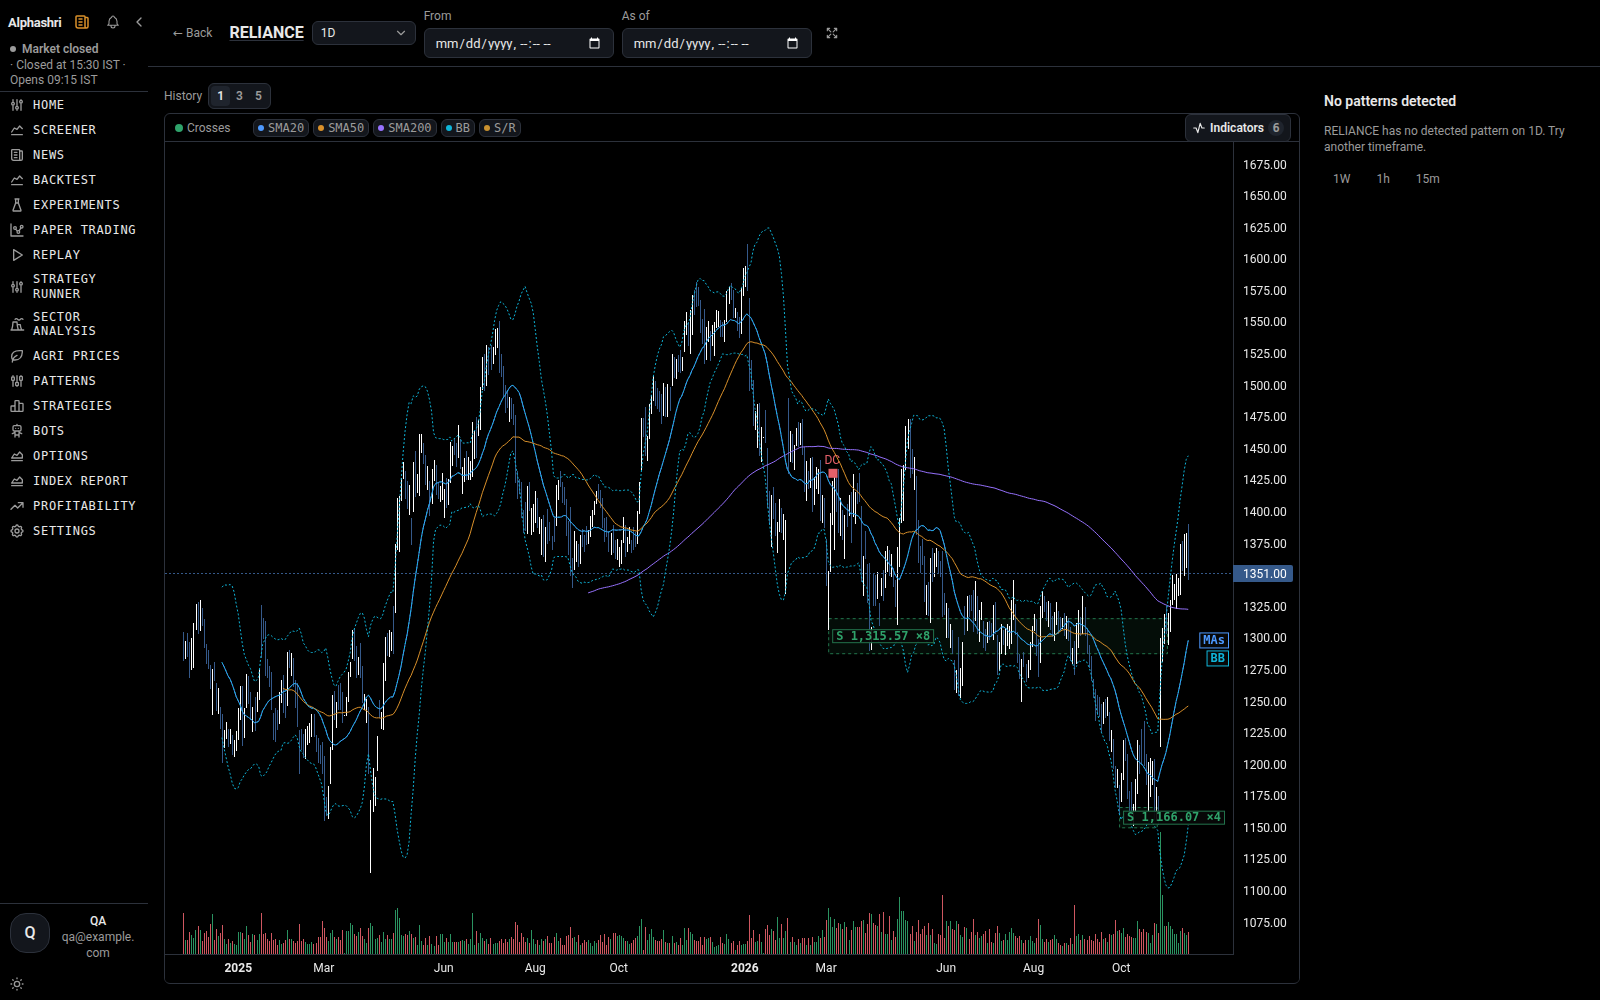 Alphashri
Market closed
· Closed at 15:30 IST ·
Opens 09:15 IST
HOME
SCREENER
NEWS
BACKTEST
EXPERIMENTS
PAPER TRADING
REPLAY
STRATEGY
RUNNER
SECTOR
ANALYSIS
AGRI PRICES
PATTERNS
STRATEGIES
BOTS
OPTIONS
INDEX REPORT
PROFITABILITY
SETTINGS
Q
QA
qa@example.
com
← Back
RELIANCE
1D
From
mm/dd/yyyy, --:-- --
As of
mm/dd/yyyy, --:-- --
History
1 3 5
Crosses
SMA20
SMA50
SMA200
BB
S/R
Indicators 6
DC
S 1,315.57 ×8
S 1,166.07 ×4
MAs
BB
1675.00
1650.00
1625.00
1600.00
1575.00
1550.00
1525.00
1500.00
1475.00
1450.00
1425.00
1400.00
1375.00
1351.00
1325.00
1300.00
1275.00
1250.00
1225.00
1200.00
1175.00
1150.00
1125.00
1100.00
1075.00
2025 Mar Jun Aug Oct 2026 Mar Jun Aug Oct
No patterns detected
RELIANCE has no detected pattern on 1D. Try
another timeframe.
1W 1h 15m